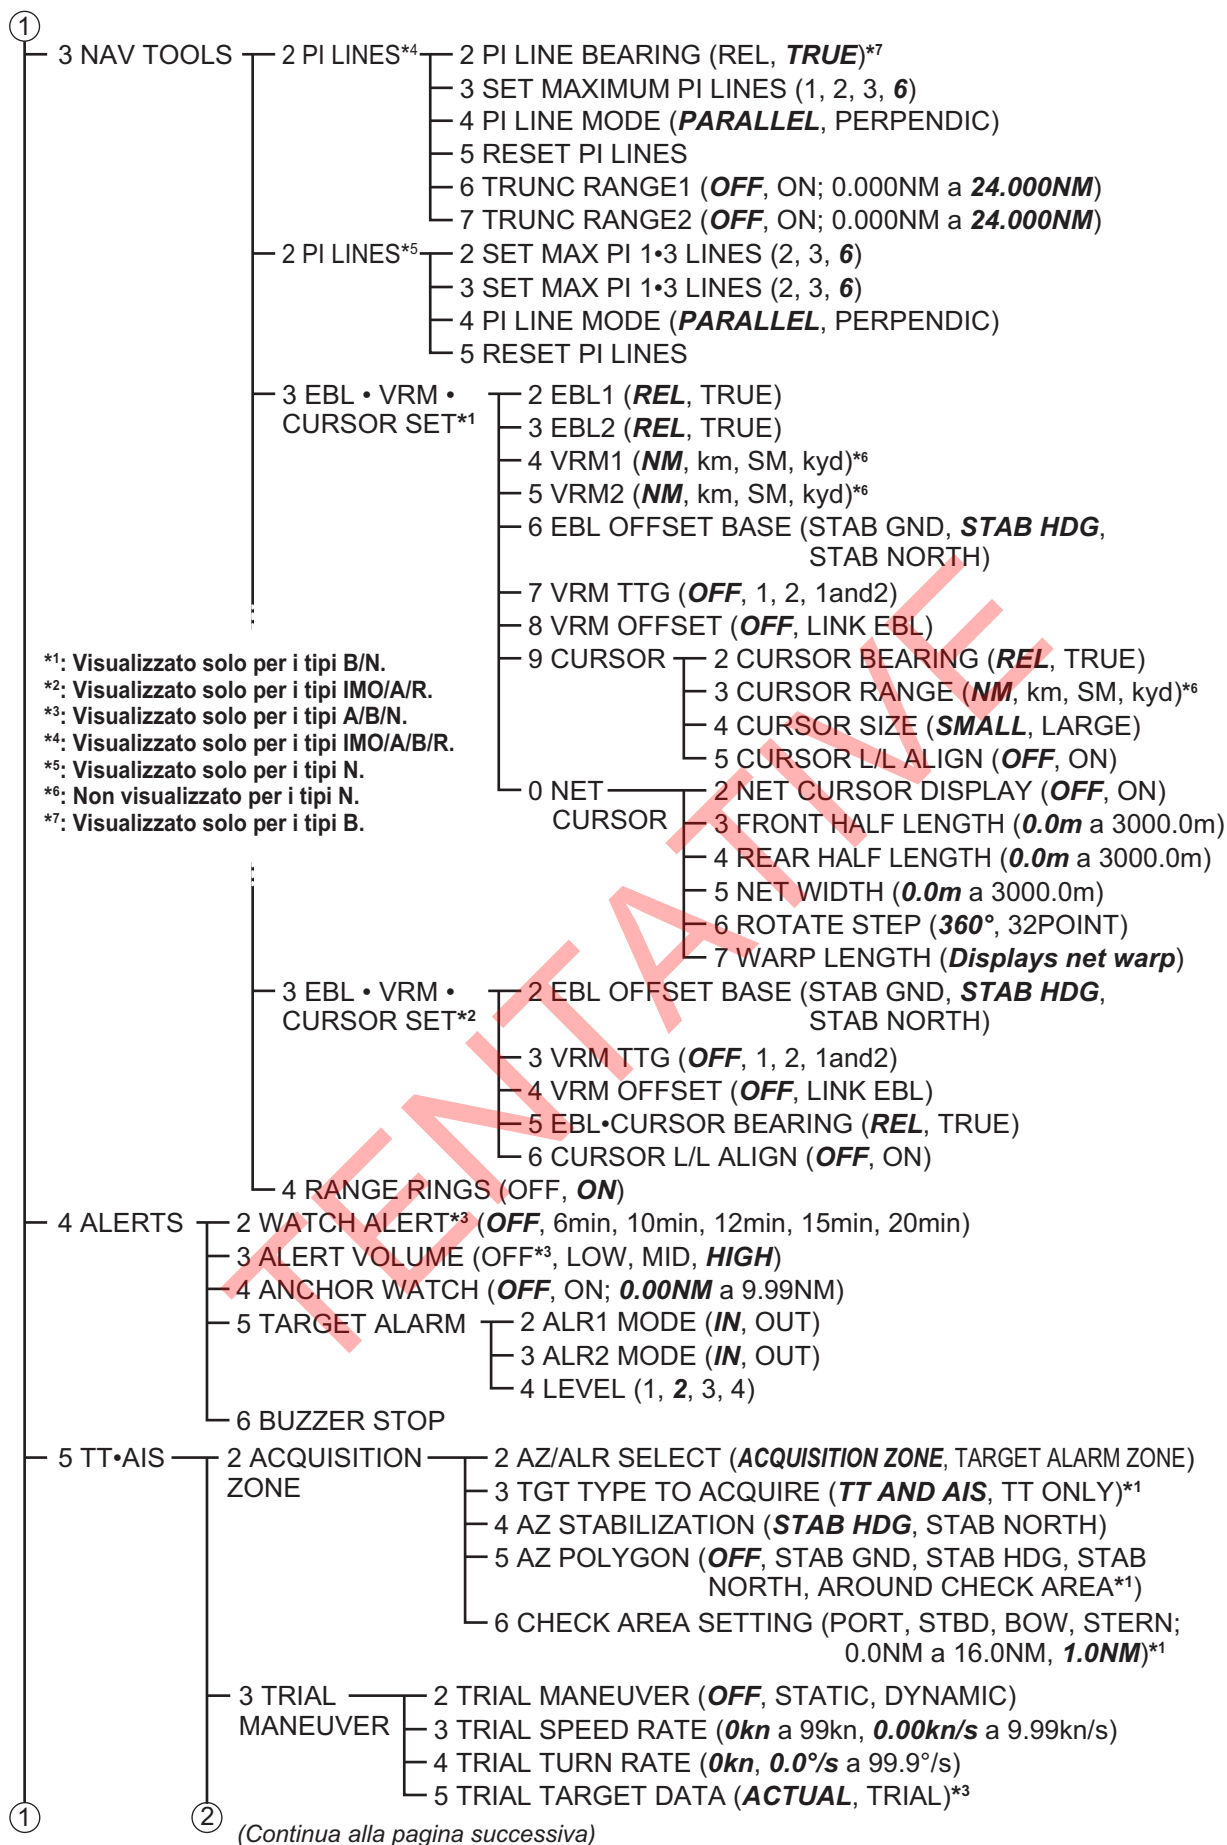 1
3 NAV TOOLS
2 PI LINES*4
2 PI LINE BEARING (REL, TRUE)*7
3 SET MAXIMUM PI LINES (1, 2, 3, 6)
4 PI LINE MODE (PARALLEL, PERPENDIC)
5 RESET PI LINES
6 TRUNC RANGE1 (OFF, ON; 0.000NM a 24.000NM)
7 TRUNC RANGE2 (OFF, ON; 0.000NM a 24.000NM)
2 PI LINES*5
2 SET MAX PI 1•3 LINES (2, 3, 6)
3 SET MAX PI 1•3 LINES (2, 3, 6)
4 PI LINE MODE (PARALLEL, PERPENDIC)
5 RESET PI LINES
3 EBL • VRM •
CURSOR SET*1
2 EBL1 (REL, TRUE)
3 EBL2 (REL, TRUE)
4 VRM1 (NM, km, SM, kyd)*6
5 VRM2 (NM, km, SM, kyd)*6
6 EBL OFFSET BASE (STAB GND, STAB HDG,
STAB NORTH)
7 VRM TTG (OFF, 1, 2, 1and2)
8 VRM OFFSET (OFF, LINK EBL)
9 CURSOR
2 CURSOR BEARING (REL, TRUE)
3 CURSOR RANGE (NM, km, SM, kyd)*6
4 CURSOR SIZE (SMALL, LARGE)
5 CURSOR L/L ALIGN (OFF, ON)
0 NET
CURSOR
2 NET CURSOR DISPLAY (OFF, ON)
3 FRONT HALF LENGTH (0.0m a 3000.0m)
4 REAR HALF LENGTH (0.0m a 3000.0m)
5 NET WIDTH (0.0m a 3000.0m)
6 ROTATE STEP (360°, 32POINT)
7 WARP LENGTH (Displays net warp)
*1: Visualizzato solo per i tipi B/N.
*2: Visualizzato solo per i tipi IMO/A/R.
*3: Visualizzato solo per i tipi A/B/N.
*4: Visualizzato solo per i tipi IMO/A/B/R.
*5: Visualizzato solo per i tipi N.
*6: Non visualizzato per i tipi N.
*7: Visualizzato solo per i tipi B.
3 EBL • VRM •
CURSOR SET*2
2 EBL OFFSET BASE (STAB GND, STAB HDG,
STAB NORTH)
3 VRM TTG (OFF, 1, 2, 1and2)
4 VRM OFFSET (OFF, LINK EBL)
5 EBL•CURSOR BEARING (REL, TRUE)
6 CURSOR L/L ALIGN (OFF, ON)
4 RANGE RINGS (OFF, ON)
4 ALERTS
2 WATCH ALERT*3 (OFF, 6min, 10min, 12min, 15min, 20min)
3 ALERT VOLUME (OFF*3, LOW, MID, HIGH)
4 ANCHOR WATCH (OFF, ON; 0.00NM a 9.99NM)
5 TARGET ALARM
2 ALR1 MODE (IN, OUT)
3 ALR2 MODE (IN, OUT)
4 LEVEL (1, 2, 3, 4)
6 BUZZER STOP
5 TT•AIS
2 ACQUISITION
ZONE
2 AZ/ALR SELECT (ACQUISITION ZONE, TARGET ALARM ZONE)
3 TGT TYPE TO ACQUIRE (TT AND AIS, TT ONLY)*1
4 AZ STABILIZATION (STAB HDG, STAB NORTH)
5 AZ POLYGON (OFF, STAB GND, STAB HDG, STAB
NORTH, AROUND CHECK AREA*1)
6 CHECK AREA SETTING (PORT, STBD, BOW, STERN;
0.0NM a 16.0NM, 1.0NM)*1
3 TRIAL
MANEUVER
2 TRIAL MANEUVER (OFF, STATIC, DYNAMIC)
3 TRIAL SPEED RATE (0kn a 99kn, 0.00kn/s a 9.99kn/s)
4 TRIAL TURN RATE (0kn, 0.0°/s a 99.9°/s)
5 TRIAL TARGET DATA (ACTUAL, TRIAL)*3
1
2
(Continua alla pagina successiva)
TENTATIVE